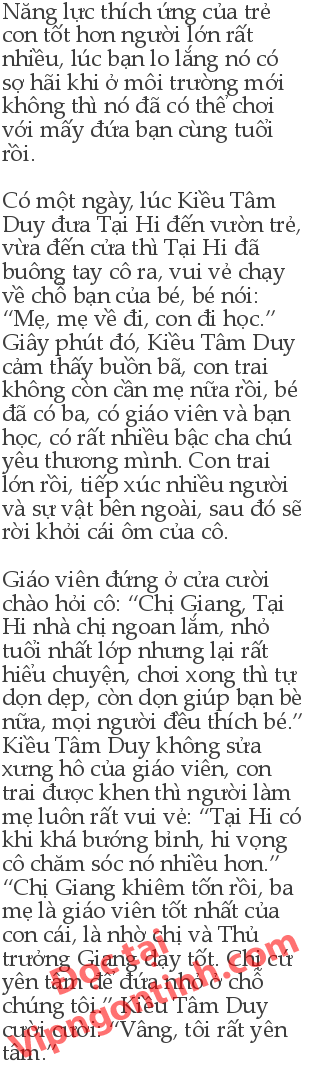 Năng lực thích ứng của trẻ
con tốt hơn người lớn rất
nhiều, lúc bạn lo lắng nó có
sợ hãi khi ở môi trường mới
không thì nó đã có thể chơi
với mấy đứa bạn cùng tuổi
rồi.
Có một ngày, lúc Kiều Tâm
Duy đưa Tại Hi đến vườn trẻ,
vừa đến cửa thì Tại Hi đã
buông tay cô ra, vui vẻ chạy
về chỗ bạn của bé, bé nói:
“Mẹ, mẹ về đi, con đi học.”
Giây phút đó, Kiều Tâm Duy
cảm thấy buồn bã, con trai
không còn cần mẹ nữa rồi, bé
đã có ba, có giáo viên và bạn
học, có rất nhiều bậc cha chú
yêu thương mình. Con trai
lớn rồi, tiếp xúc nhiều người
và sự vật bên ngoài, sau đó sẽ
rời khỏi cái ôm của cô.
Giáo viên đứng ở cửa cười
chào hỏi cô: “Chị Giang, Tại
Hi nhà chị ngoan lắm, nhỏ
tuổi nhất lớp nhưng lại rất
hiểu chuyện, chơi xong thì tự
dọn dẹp, còn dọn giúp bạn bè
nữa, mọi người đều thích bé.”
Kiều Tâm Duy không sửa
xưng hô của giáo viên, con
trai được khen thì người làm
mẹ luôn rất vui vẻ: “Tại Hi có
khi khá bướng bỉnh, hi vọng
cô chăm sóc nó nhiều hơn.”
“Chị Giang khiêm tốn rồi, ba
mẹ là giáo viên tốt nhất của
con cái, là nhờ chị và Thủ
trưởng Giang dạy tốt. Chị cứ
yên tâm để đứa nhỏ ở chỗ
chúng tôi.” Kiều Tâm Duy
cười cười: “Vâng, tôi rất yên
tâm.”
Đọc tại
Vipngontinh.com